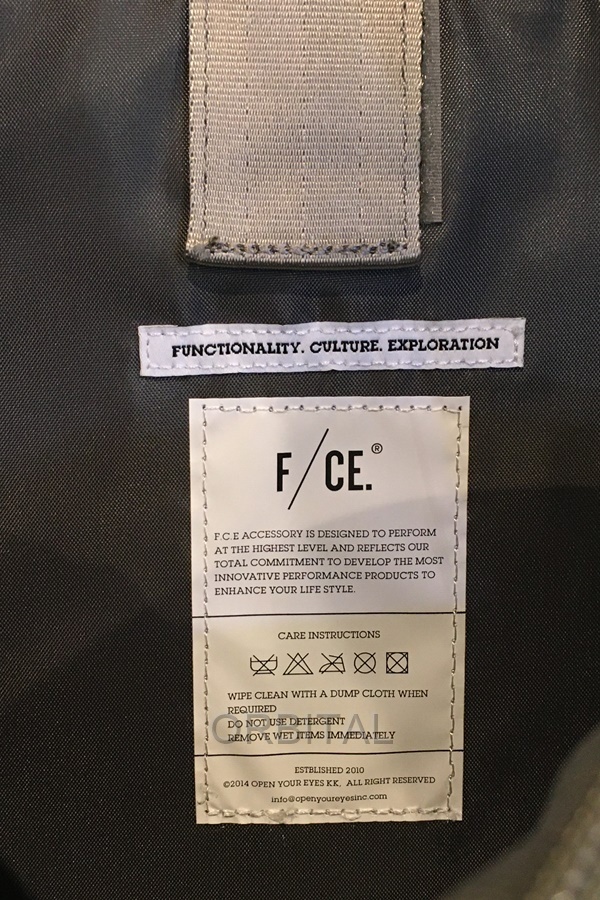 FUNCTIONALITY. CULTURE. EXPLORATION
F/CE.®
F.C.E ACCESSORY IS DESIGNED TO PERFORM
AT THE HIGHEST LEVEL AND REFLECTS OUR
TOTAL COMMITMENT TO DEVELOP THE MOST
INNOVATIVE PERFORMANCE PRODUCTS TO
ENHANCE YOUR LIFE STYLE.
CARE INSTRUCTIONS
WIPE CLEAN WITH A DUMP CLOTH WHEN
REQUIRED
ORBITAL
DO NOT USE DETERGENT
REMOVE WET ITEMS IMMEDIATELY
ESTBLISHED 2010
©2014 OPEN YOUR EYES KK. ALL RIGHT RESERVED
info@openyoureyesinc.com